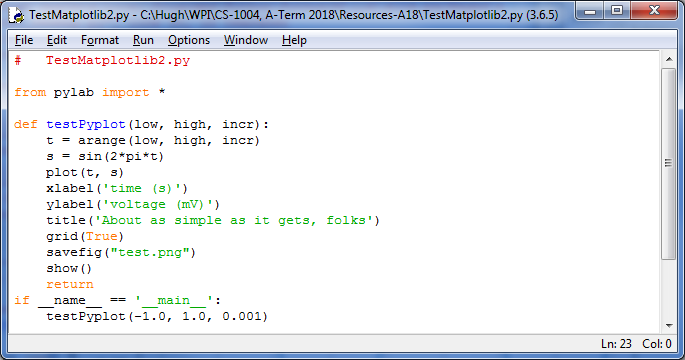 TestMatplotlib2.py - C:\Hugh\WPI\CS-1004, A-Term 2018\Resources-A18\TestMatplotlib2.py (3.6.5)
File Edit Format Run Options Window Help
#   TestMatplotlib2.py

from pylab import *

def testPyplot(low, high, incr):
    t = arange(low, high, incr)
    s = sin(2*pi*t)
    plot(t, s)
    xlabel('time (s)')
    ylabel('voltage (mV)')
    title('About as simple as it gets, folks')
    grid(True)
    savefig("test.png")
    show()
    return
if __name__ == '__main__':
    testPyplot(-1.0, 1.0, 0.001)
Ln: 23 Col: 0